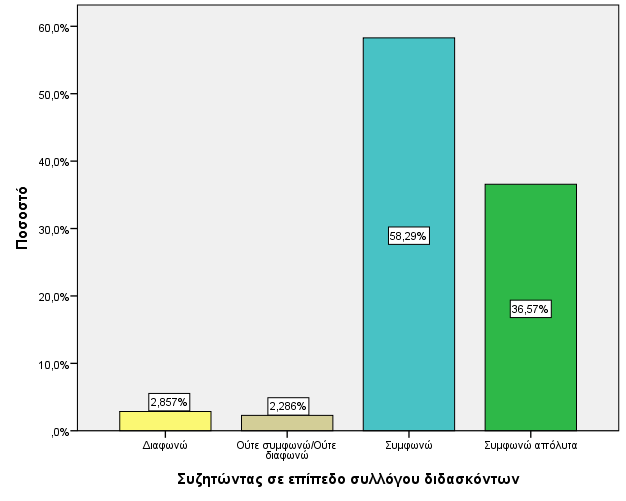 60,0%
50,0%
40,0%
30,0%
20,0%
10,0%
,0%
Ποσοστό
2,857%
2,286%
58,29%
36,57%
Διαφωνώ
Ούτε συμφωνώ/Ούτε
διαφωνώ
Συμφωνώ
Συμφωνώ απόλυτα
Συζητώντας σε επίπεδο συλλόγου διδασκόντων